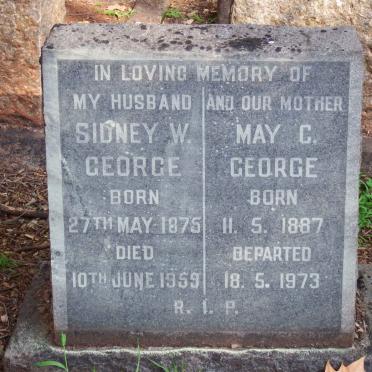 IN LOVING MEMORY OF
MY HUSBAND
SIDNEY W.
GEORGE
BORN
27TH MAY 1875
DIED
10TH JUNE 1959
AND OUR MOTHER
MAY C.
GEORGE
BORN
11. 5. 1887
DEPARTED
18. 5. 1973
R. I. P.